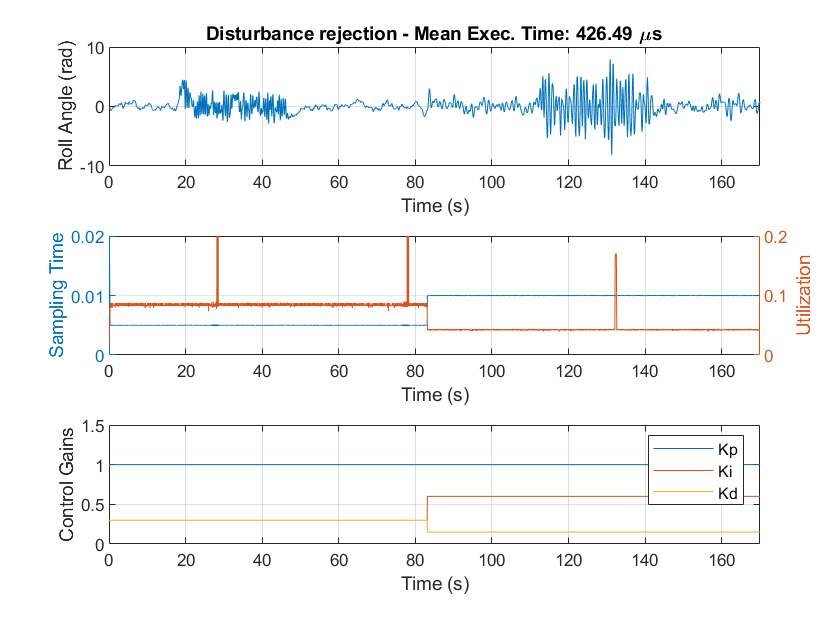 Disturbance rejection - Mean Exec. Time: 426.49 μs
Roll Angle (rad)
10
0
-10
0 20 40 60 80 100 120 140 160
Time (s)
Sampling Time
0.02
0.01
0
0.2
0.1
0
Utilization
0 20 40 60 80 100 120 140 160
Time (s)
Control Gains
1.5
1
0.5
0
Kp
Ki
Kd
0 20 40 60 80 100 120 140 160
Time (s)